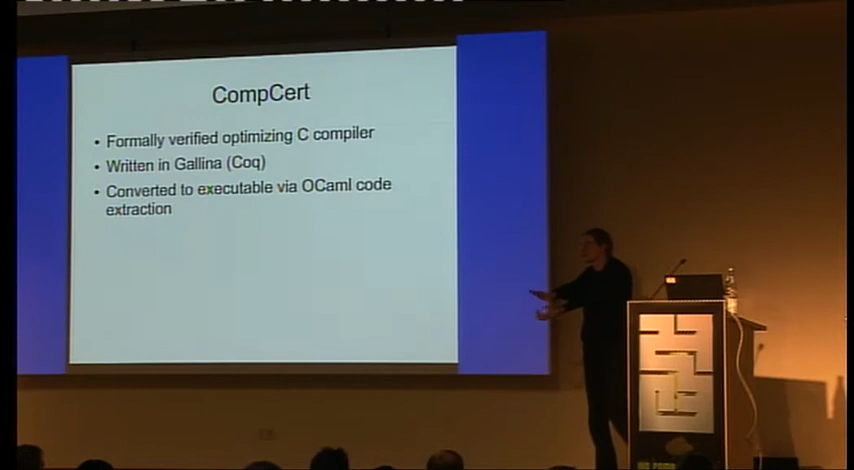 CompCert
• Formally verified optimizing C compiler
• Written in Gallina (Coq)
• Converted to executable via OCaml code
extraction